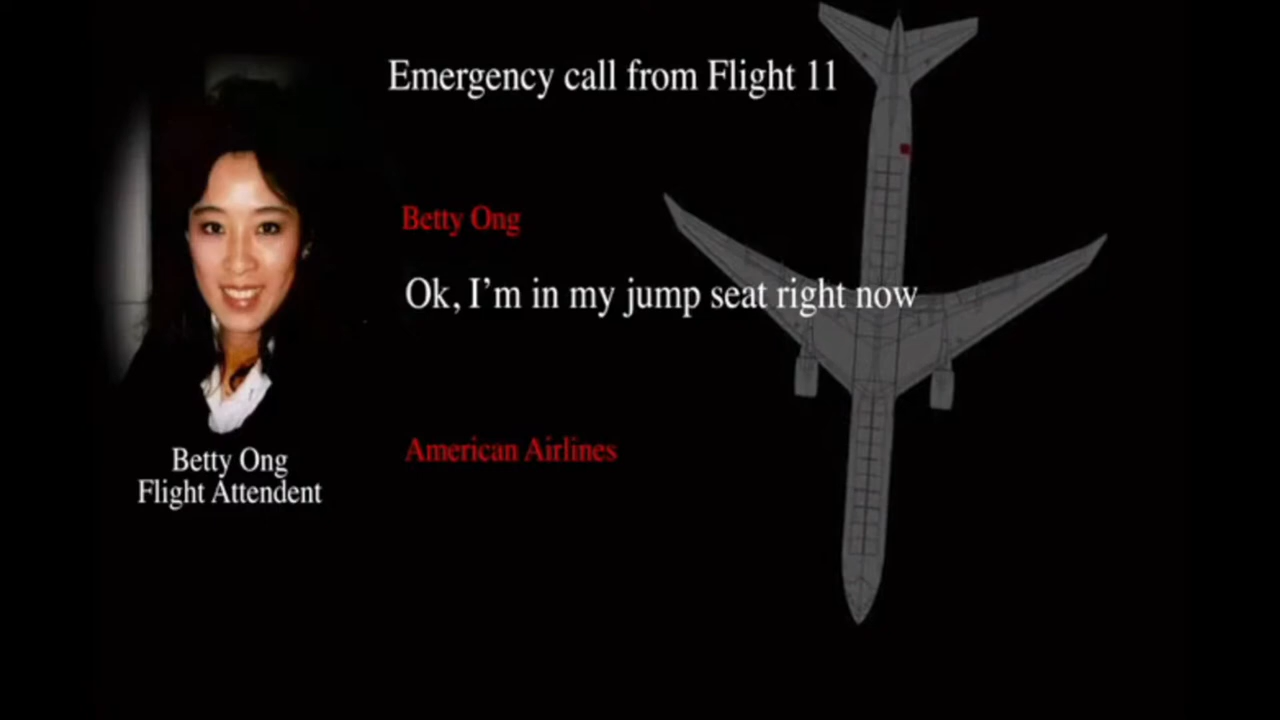 Emergency call from Flight 11
Betty Ong
Ok, I'm in my jump seat right now
American Airlines
Betty Ong
Flight Attendent